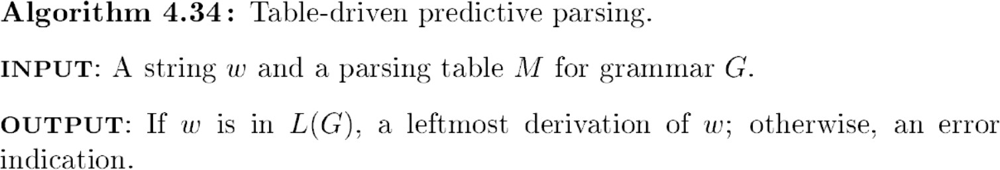 Algorithm 4.34: Table-driven predictive parsing.
INPUT: A string w and a parsing table M for grammar G.
OUTPUT: If w is in L(G), a leftmost derivation of w; otherwise, an error
indication.